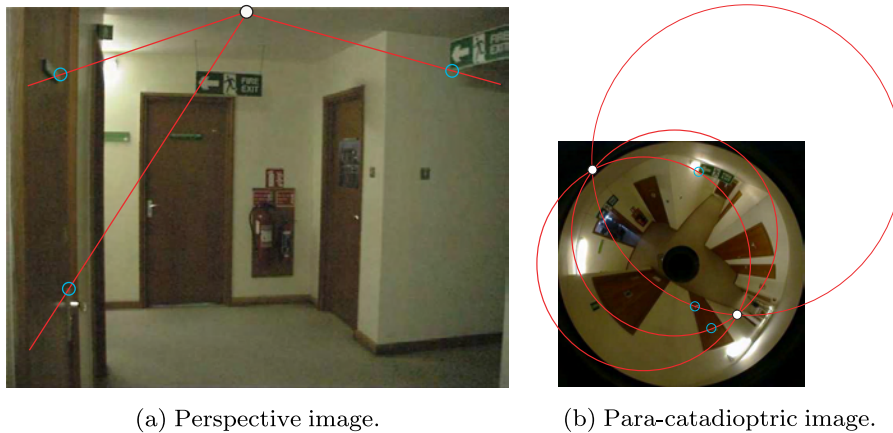 FIRE
EXIT
FIRE
EXIT
(a) Perspective image.
(b) Para-catadioptric image.